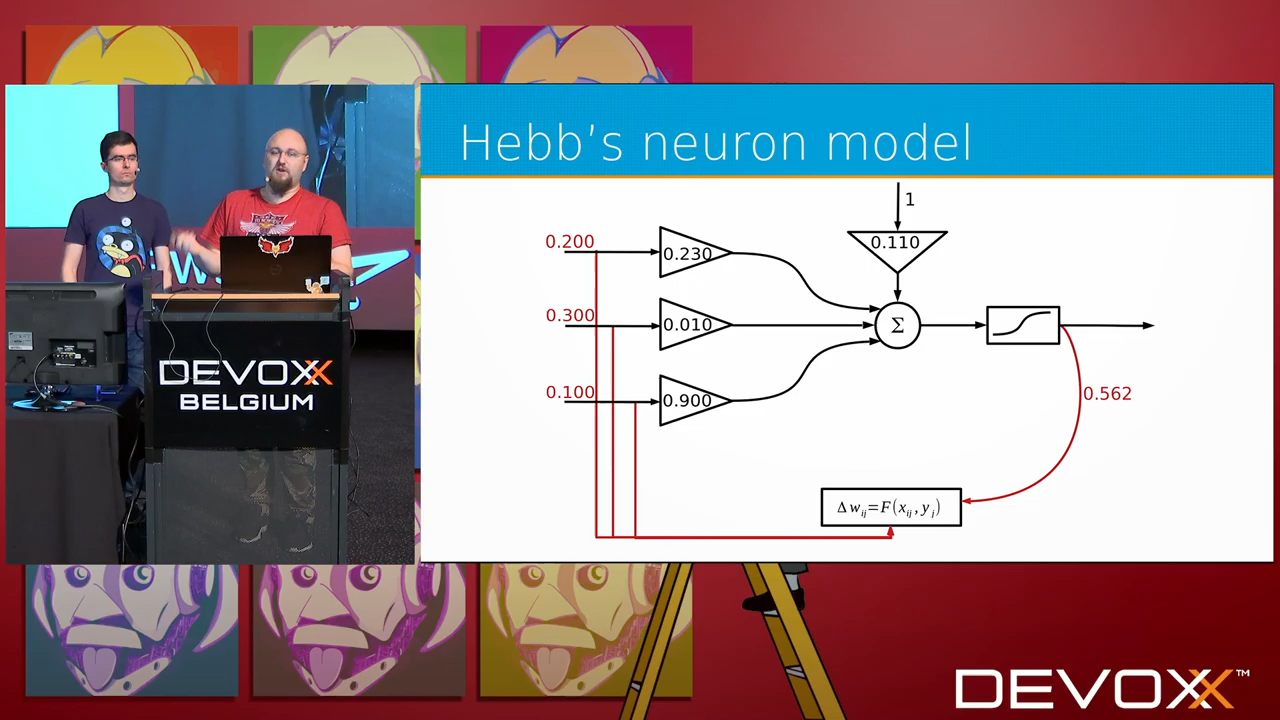 Hebb's neuron model
1
0.110
0.200
0.230
0.300
0.010
Σ
0.100
0.900
0.562
Δw_ij=F(x_ij, y_j)
DEVOXX
BELGIUM
DEVOXX™